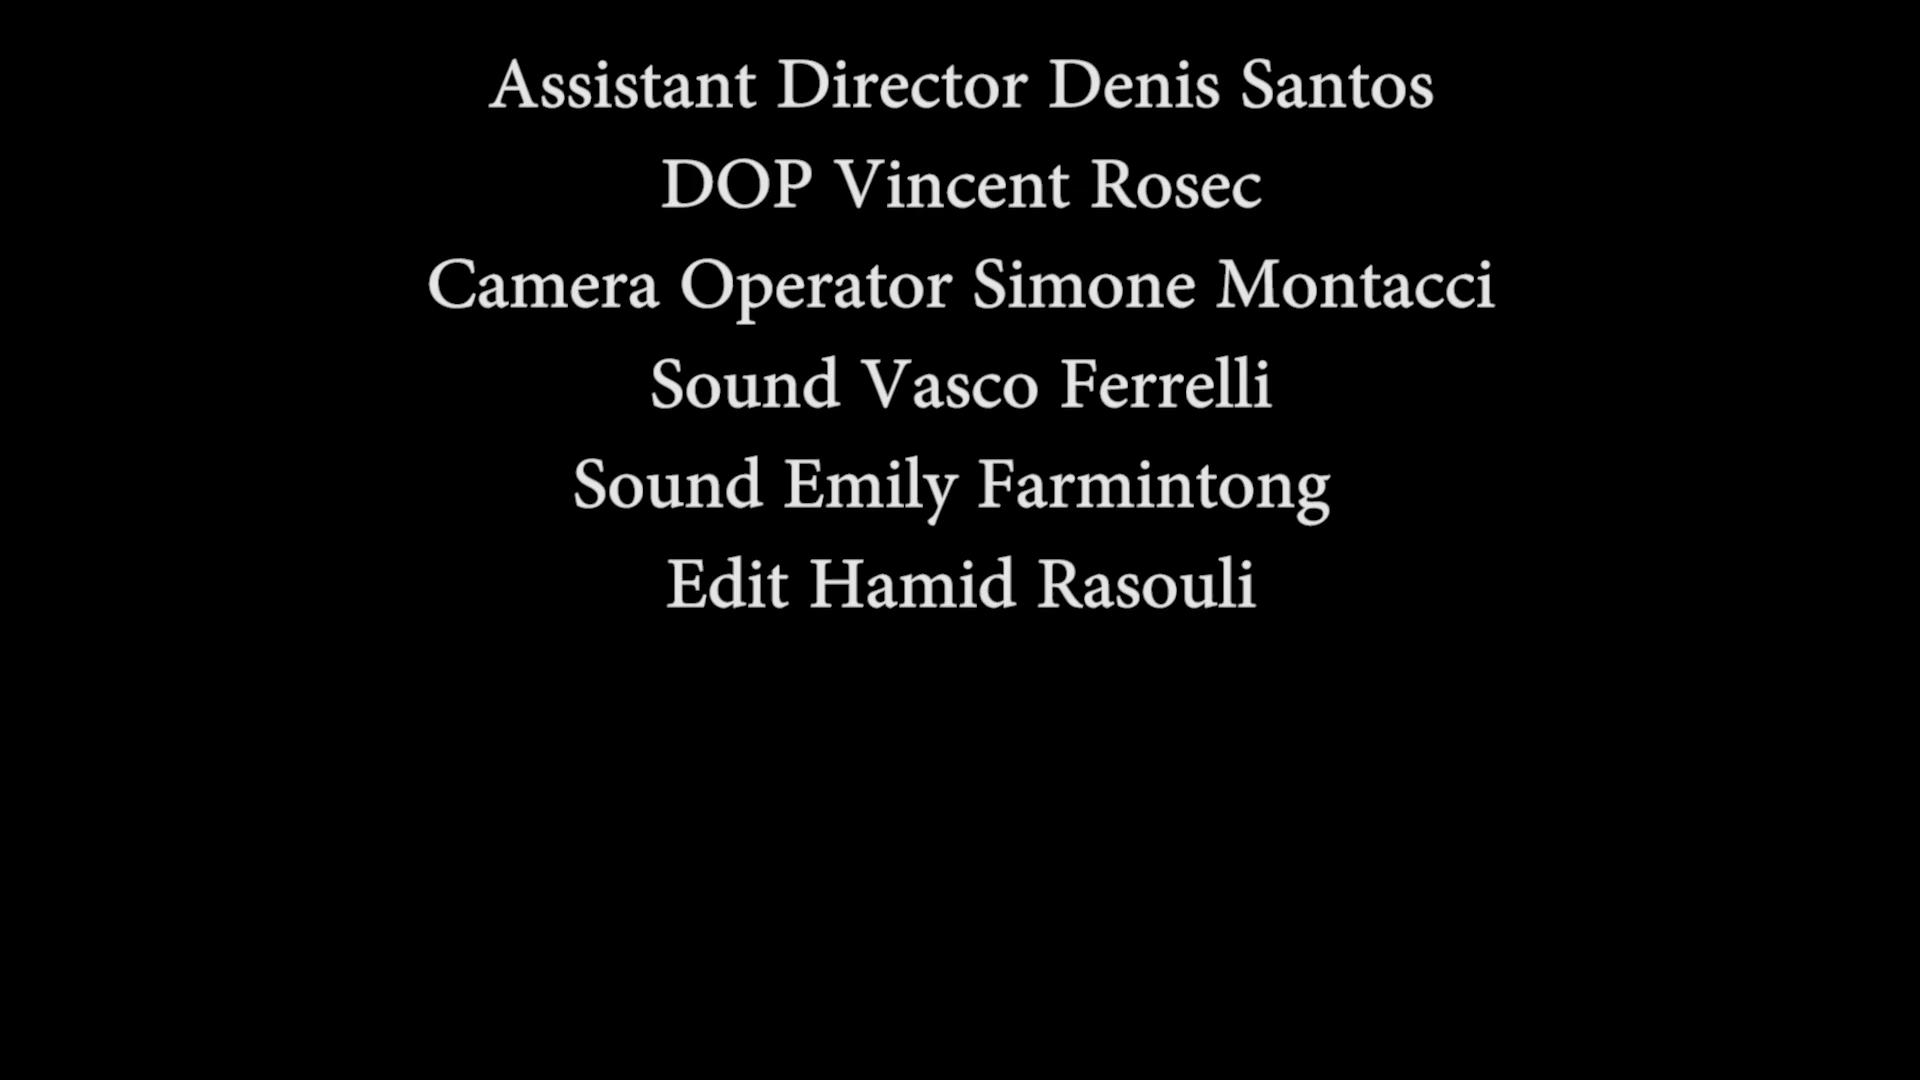 Assistant Director Denis Santos
DOP Vincent Rosec
Camera Operator Simone Montacci
Sound Vasco Ferrelli
Sound Emily Farmintong
Edit Hamid Rasouli